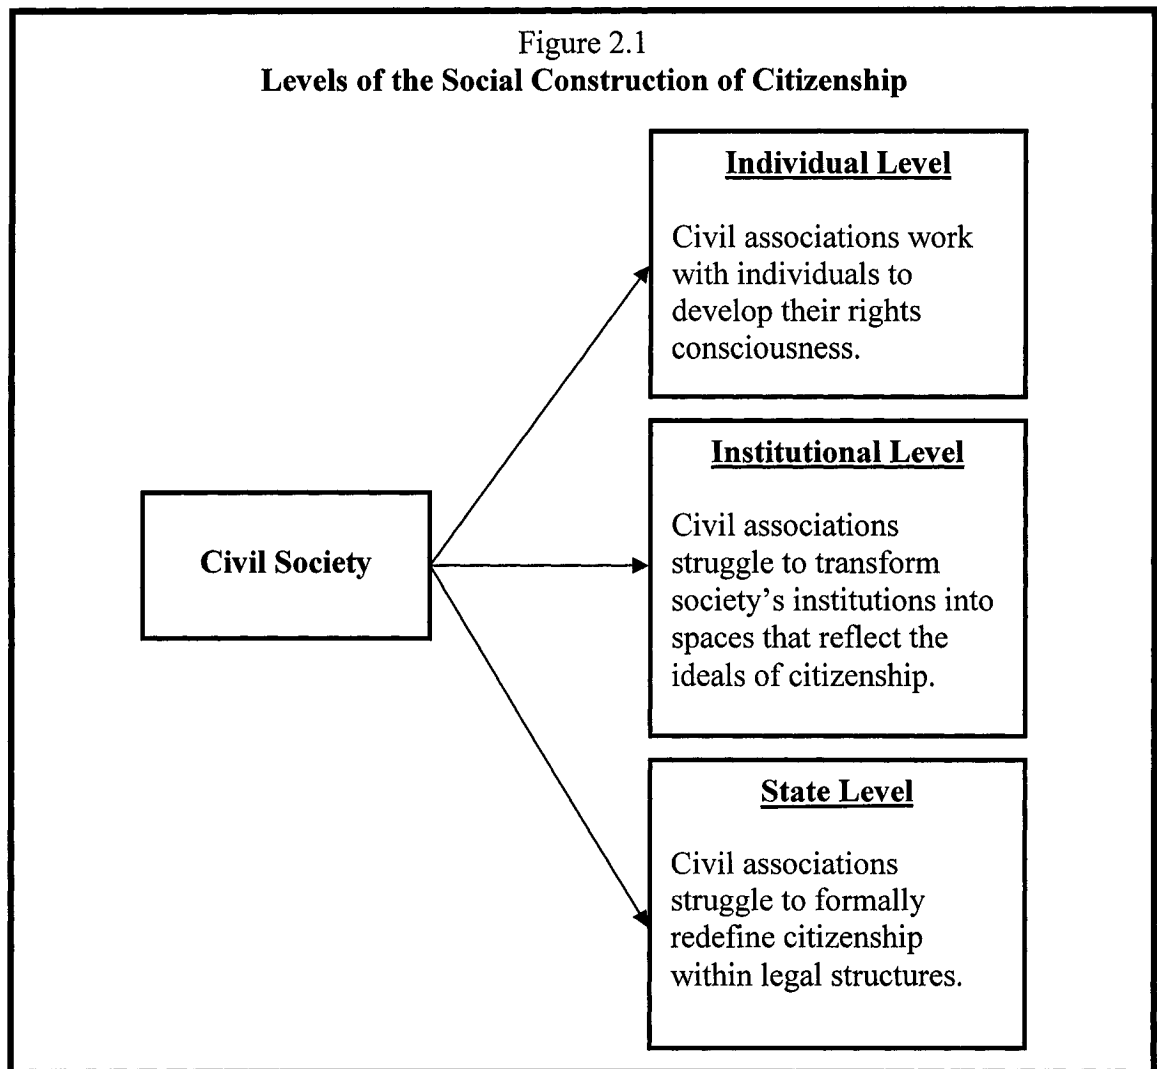 Figure 2.1
Levels of the Social Construction of Citizenship
Individual Level
Civil associations work
with individuals to
develop their rights
consciousness.
Institutional Level
Civil associations
struggle to transform
society's institutions into
spaces that reflect the
ideals of citizenship.
Civil Society
State Level
Civil associations
struggle to formally
redefine citizenship
within legal structures.